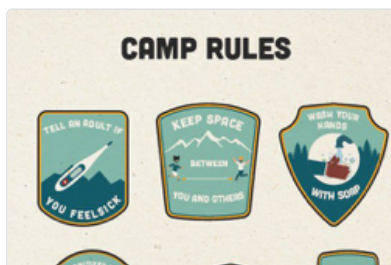 CAMP RULES
TELL AN ADULT IF
YOU FEEL SICK
KEEP SPACE
BETWEEN
YOU AND OTHERS
WASH YOUR
HANDS
WITH SOAP